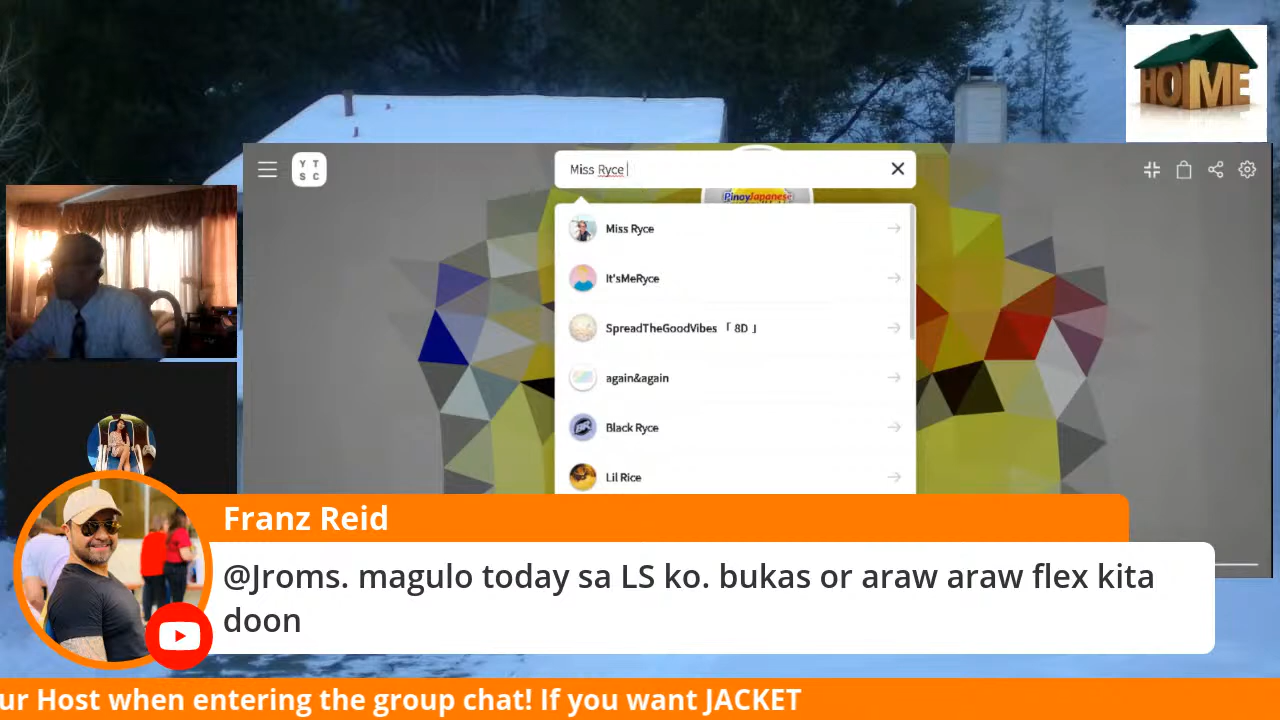 HOME
Y T
S C
Miss Ryce
PinoyJapanese
Miss Ryce
It'sMeRyce
SpreadTheGoodVibes 「 8D 」
again&again
Black Ryce
Lil Rice
Franz Reid
@Jroms. magulo today sa LS ko. bukas or araw araw flex kita
doon
ur Host when entering the group chat! If you want JACKET